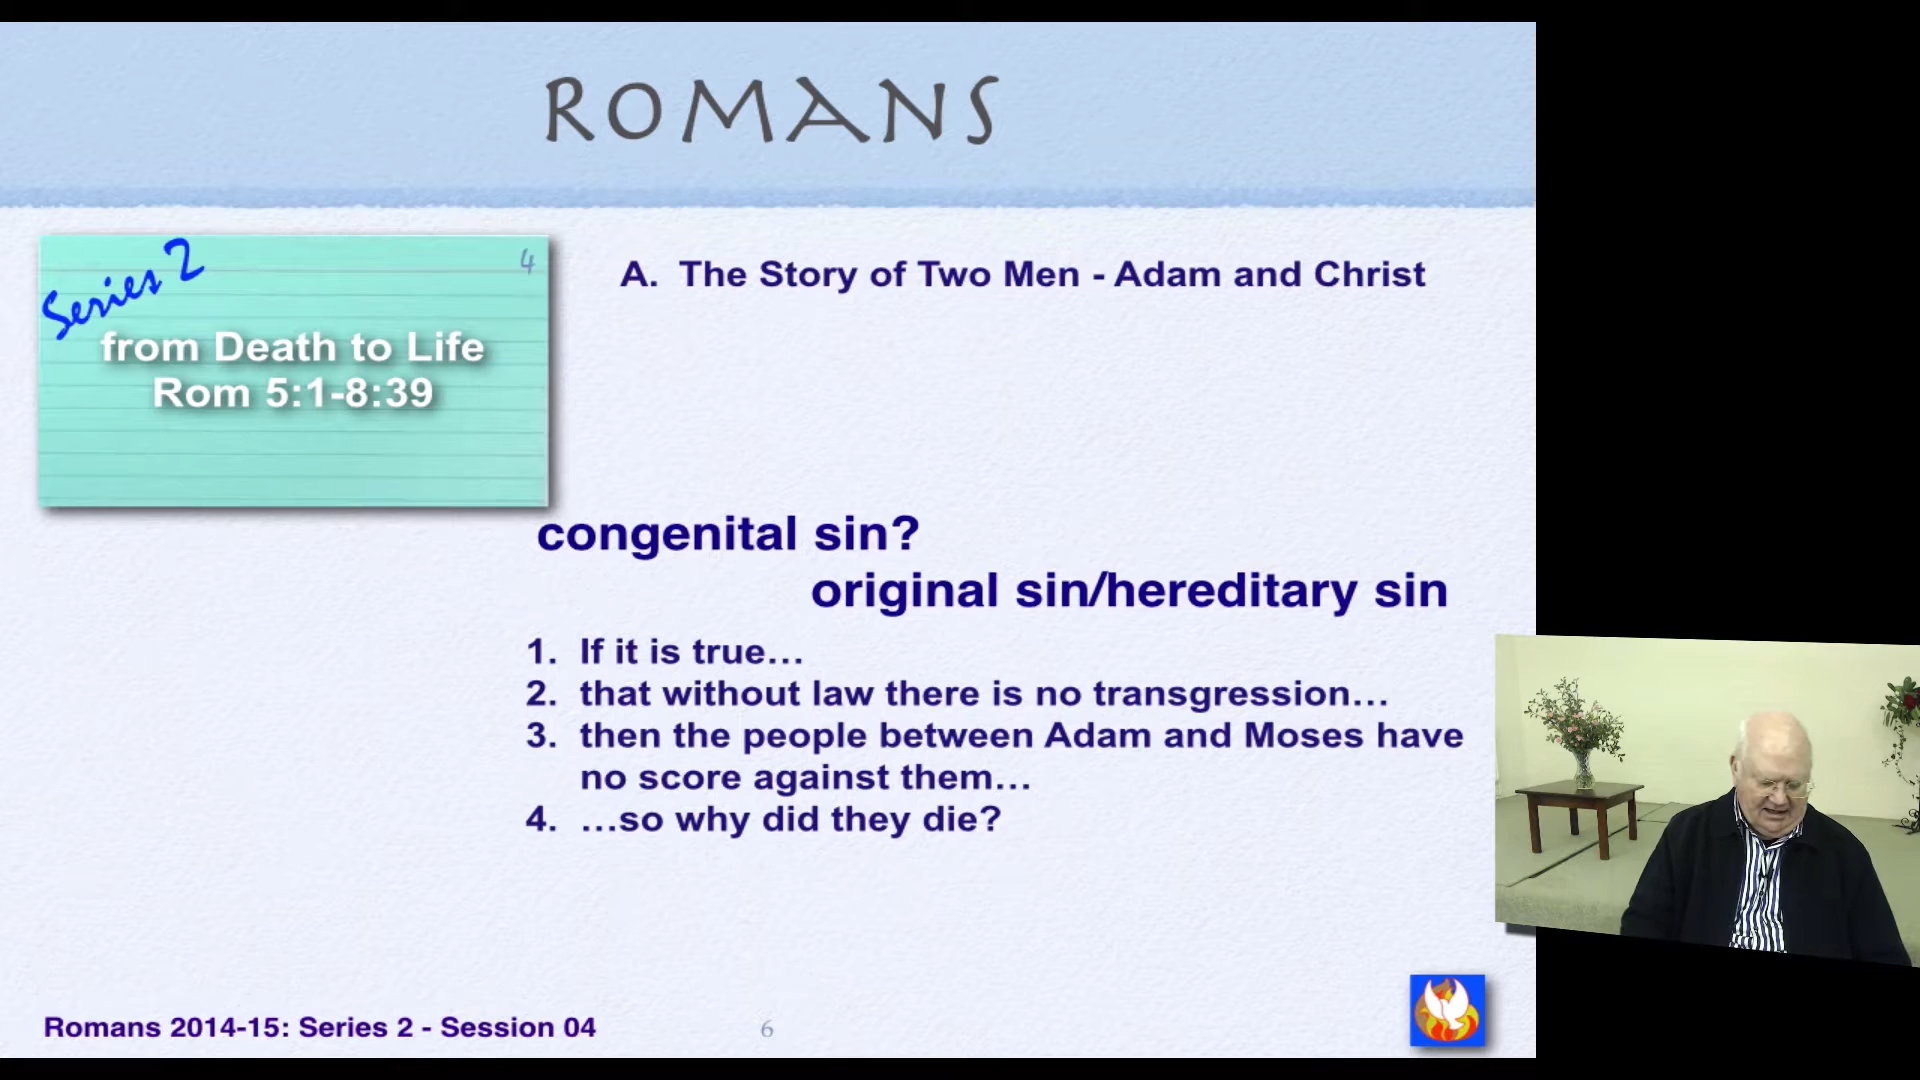 ROMANS
Series 2
4
from Death to Life
Rom 5:1-8:39
A. The Story of Two Men - Adam and Christ
congenital sin?
original sin/hereditary sin
1. If it is true…
2. that without law there is no transgression…
3. then the people between Adam and Moses have
no score against them…
4. …so why did they die?
Romans 2014-15: Series 2 - Session 04
6